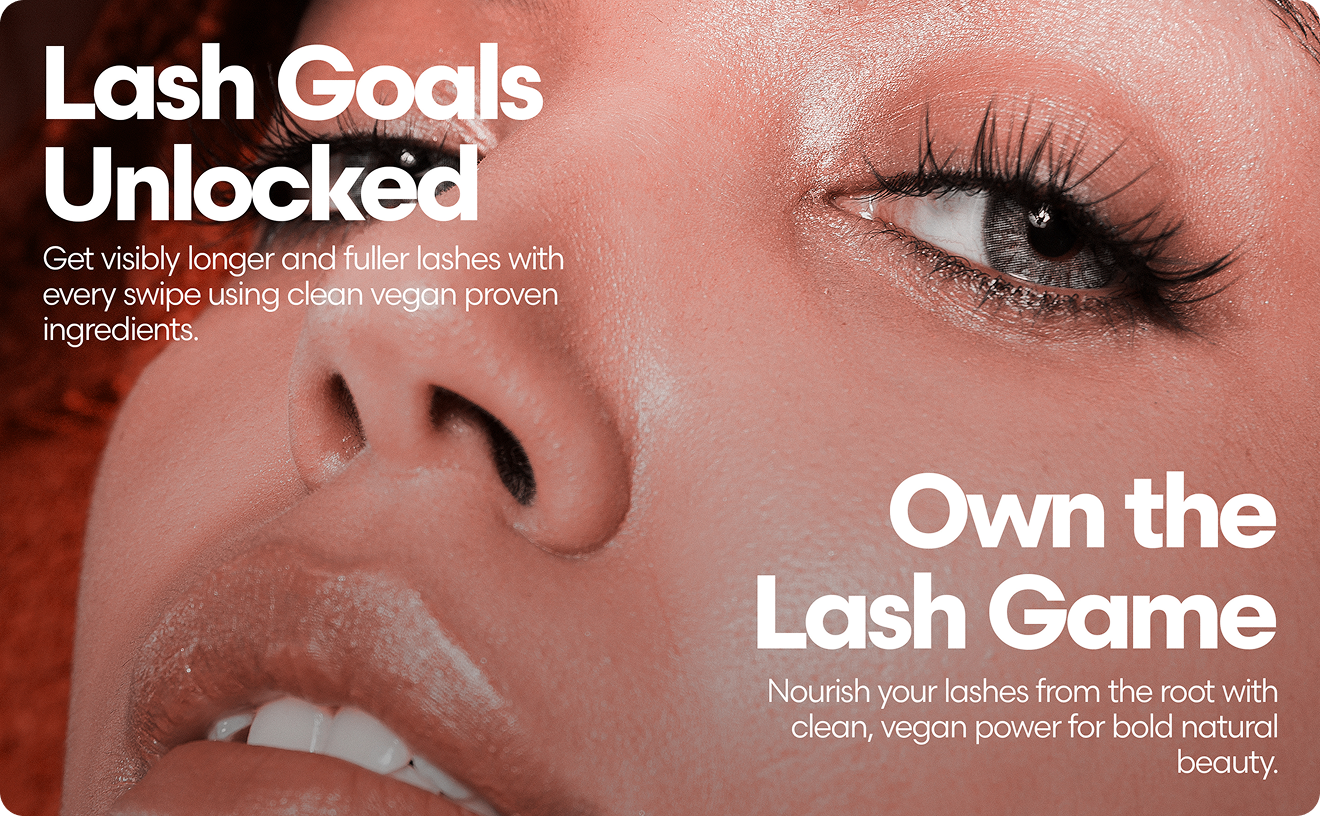 Lash Goals
Unlocked
Get visibly longer and fuller lashes with
every swipe using clean vegan proven
ingredients.
Own the
Lash Game
Nourish your lashes from the root with
clean, vegan power for bold natural
beauty.